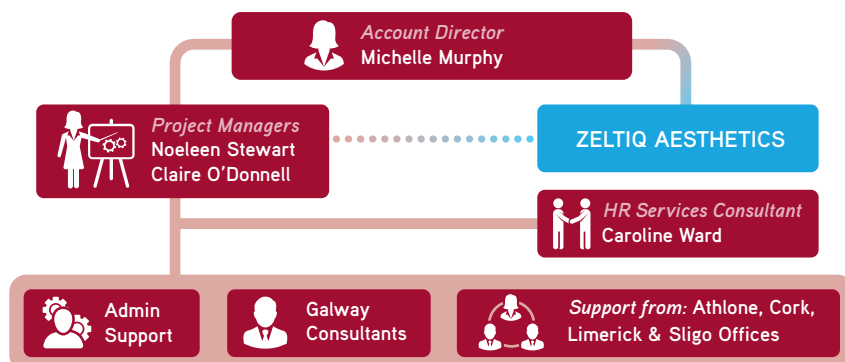 Account Director
Michelle Murphy
Project Managers
Noeleen Stewart
Claire O’Donnell
ZELTIQ AESTHETICS
HR Services Consultant
Caroline Ward
Admin
Support
Galway
Consultants
Support from: Athlone, Cork,
Limerick & Sligo Offices